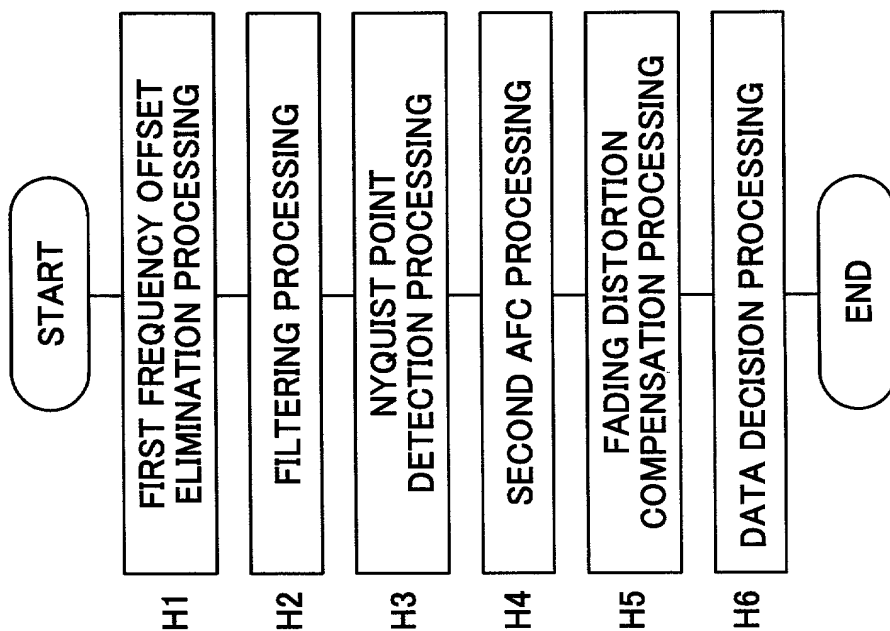 START
H1
FIRST FREQUENCY OFFSET
ELIMINATION PROCESSING
H2
FILTERING PROCESSING
H3
NYQUIST POINT
DETECTION PROCESSING
H4
SECOND AFC PROCESSING
H5
FADING DISTORTION
COMPENSATION PROCESSING
H6
DATA DECISION PROCESSING
END